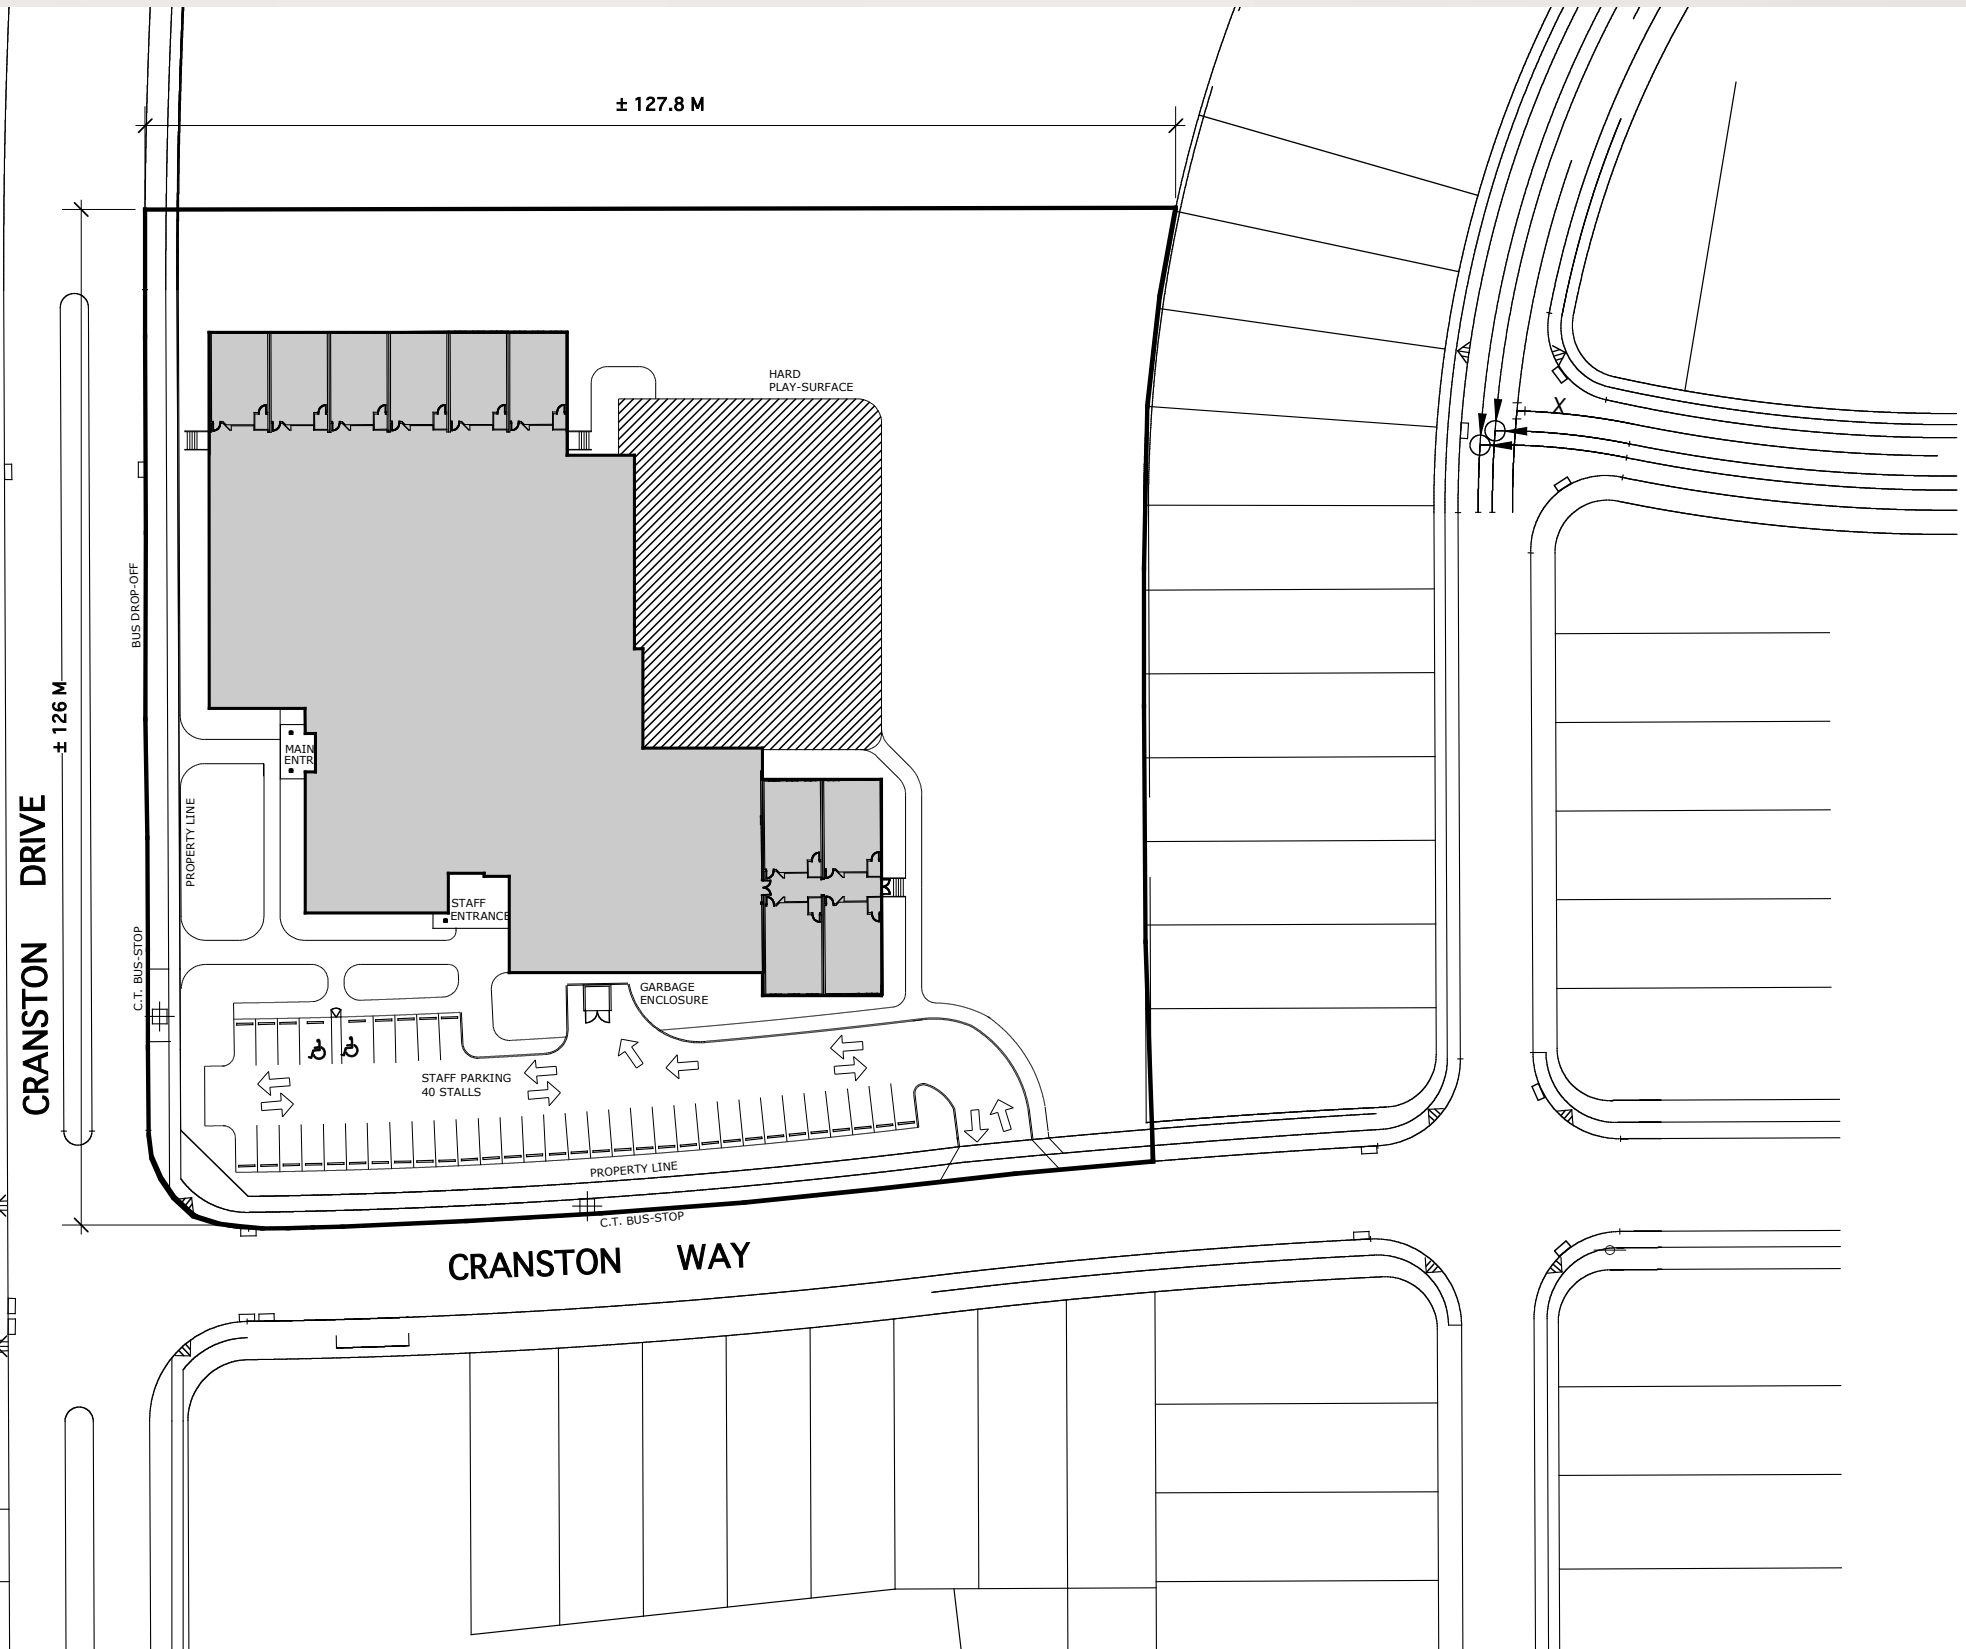 ± 127.8 M
HARD
PLAY-SURFACE
X
BUS DROP-OFF
± 126 M
MAIN
ENTR
PROPERTY LINE
CRANSTON DRIVE
STAFF
ENTRANCE
C.T. BUS-STOP
GARBAGE
ENCLOSURE
STAFF PARKING
40 STALLS
PROPERTY LINE
C.T. BUS-STOP
CRANSTON WAY